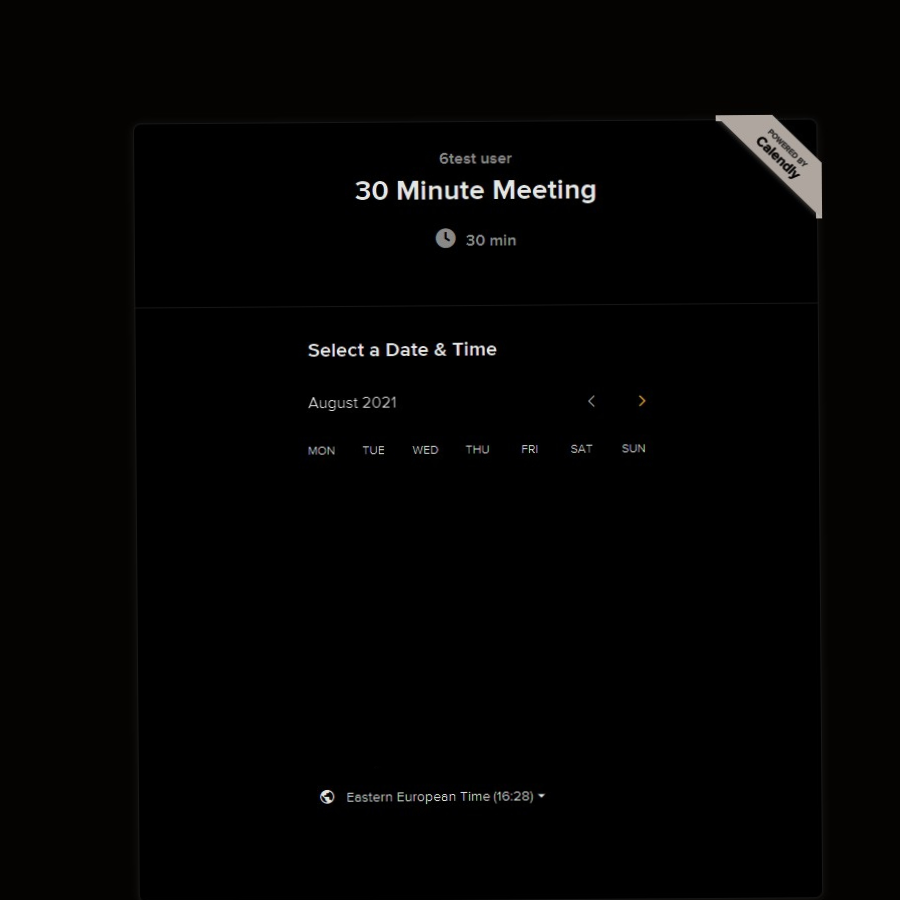 POWERED BY
Calendly
6test user
30 Minute Meeting
30 min
Select a Date & Time
August 2021
MON TUE WED THU FRI SAT SUN
Eastern European Time (16:28)